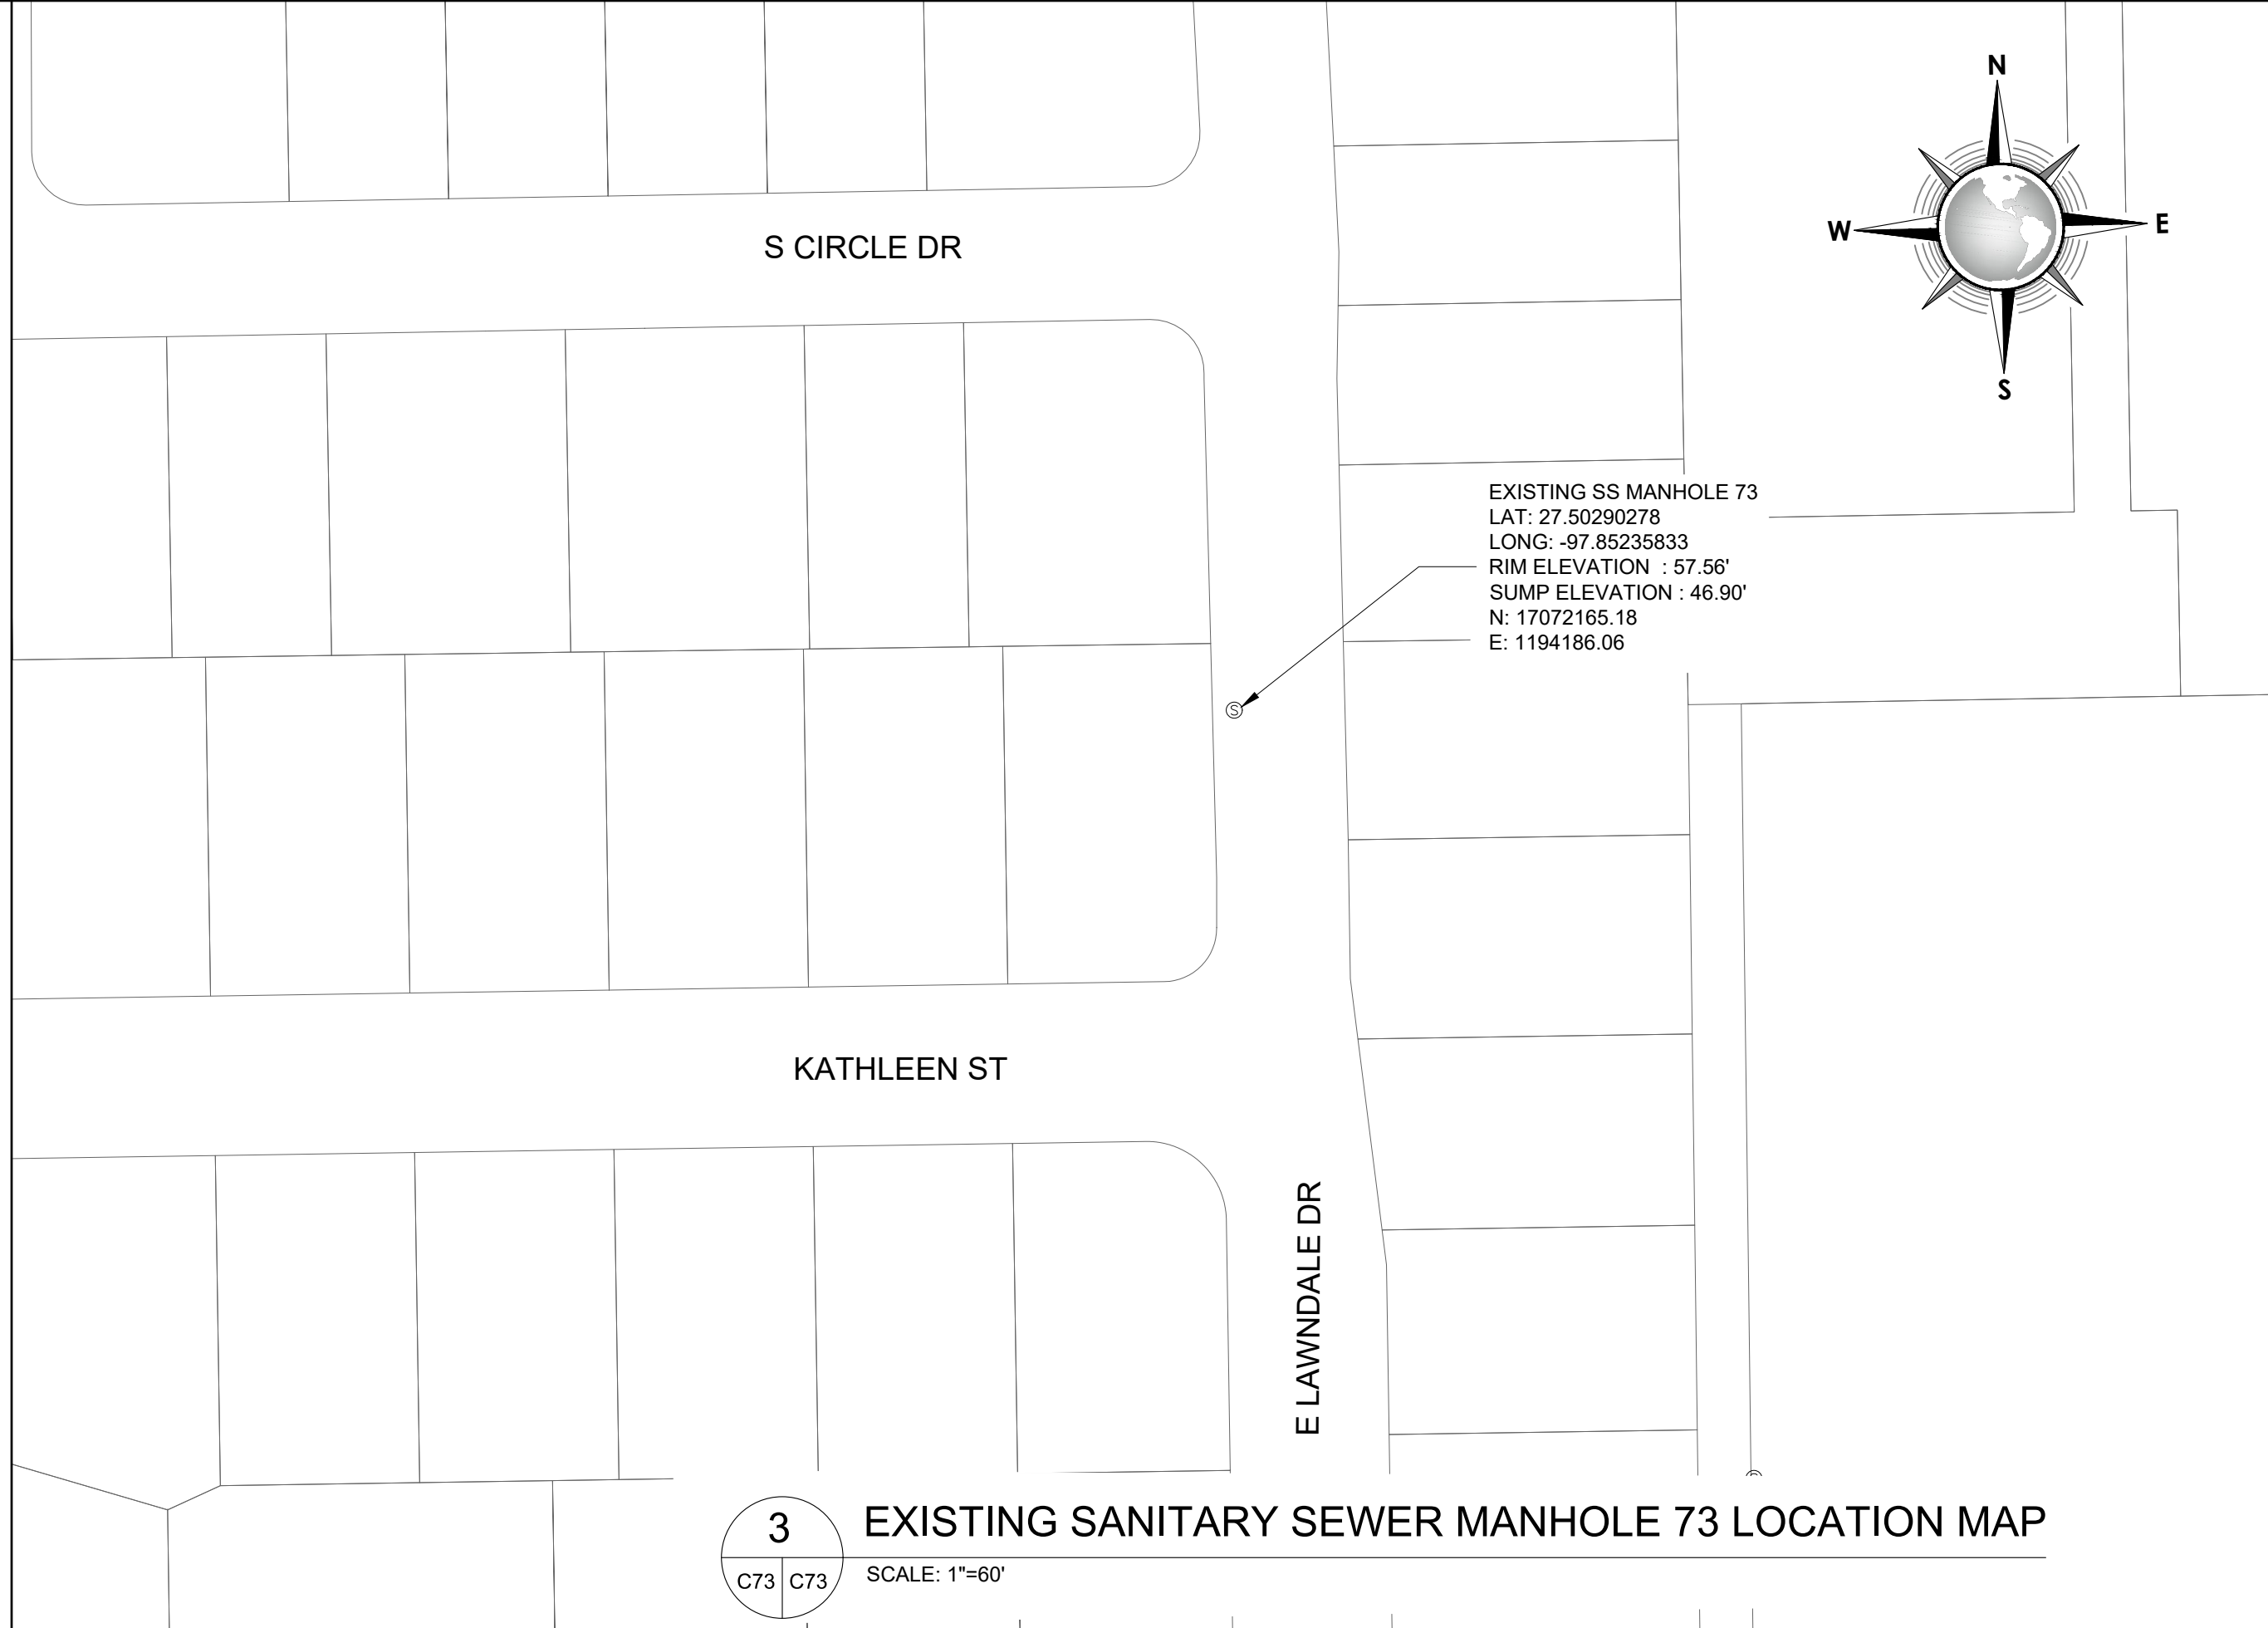 N
W
E
S
S CIRCLE DR
EXISTING SS MANHOLE 73
LAT: 27.50290278
LONG: -97.85235833
RIM ELEVATION : 57.56'
SUMP ELEVATION : 46.90'
N: 17072165.18
E: 1194186.06
S
KATHLEEN ST
E LAWNDALE DR
3
C73 C73
EXISTING SANITARY SEWER MANHOLE 73 LOCATION MAP
SCALE: 1"=60'